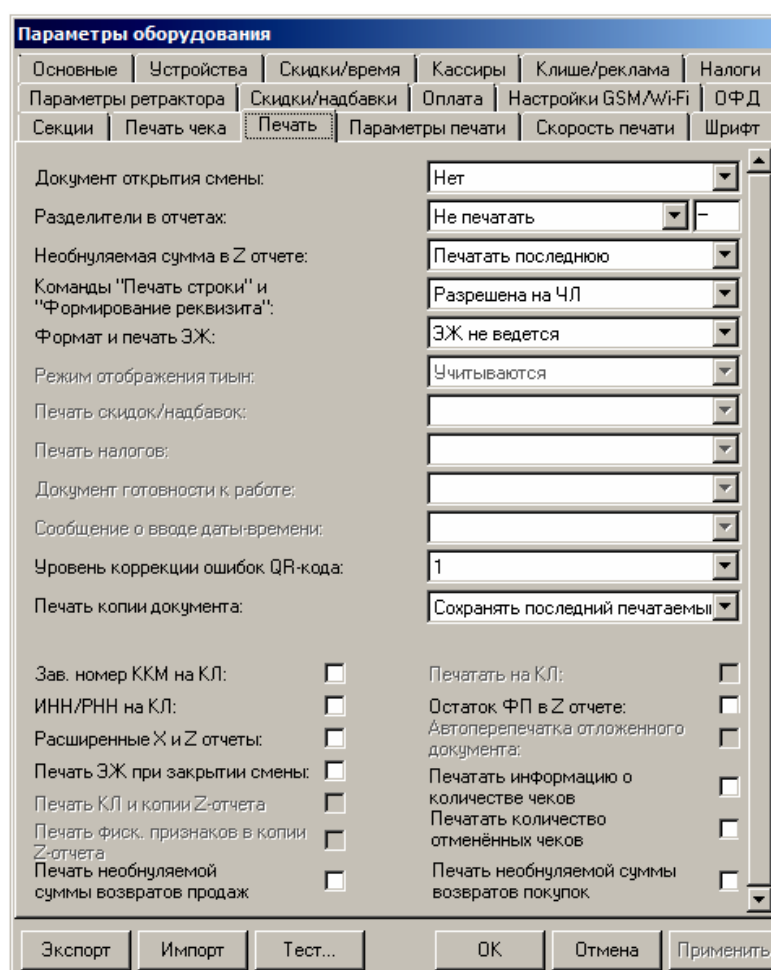 Параметры оборудования
Основные Устройства Скидки/время Кассиры Клише/реклама Налоги
Параметры ретрактора Скидки/надбавки Оплата Настройки GSM/Wi-Fi ОФД
Секции Печать чека Печать Параметры печати Скорость печати Шрифт
Документ открытия смены: Нет
Разделители в отчетах: Не печатать –
Необнуляемая сумма в Z отчете: Печатать последнюю
Команды "Печать строки" и
"Формирование реквизита": Разрешена на ЧЛ
Формат и печать ЭЖ: ЭЖ не ведется
Режим отображения тиын: Учитываются
Печать скидок/надбавок:
Печать налогов:
Документ готовности к работе:
Сообщение о вводе даты-времени:
Уровень коррекции ошибок QR-кода: 1
Печать копии документа: Сохранять последний печатаемы
Зав. номер ККМ на КЛ: Печатать на КЛ:
ИНН/РНН на КЛ: Остаток ФП в Z отчете:
Расширенные X и Z отчеты: Автоперепечатка отложенного
документа:
Печать ЭЖ при закрытии смены: Печатать информацию о
количестве чеков
Печать КЛ и копии Z-отчета
Печать фиск. признаков в копии
Z-отчета
Печатать количество
отменённых чеков
Печать необнуляемой
суммы возвратов продаж
Печать необнуляемой суммы
возвратов покупок
Экспорт Импорт Тест... OK Отмена Применить